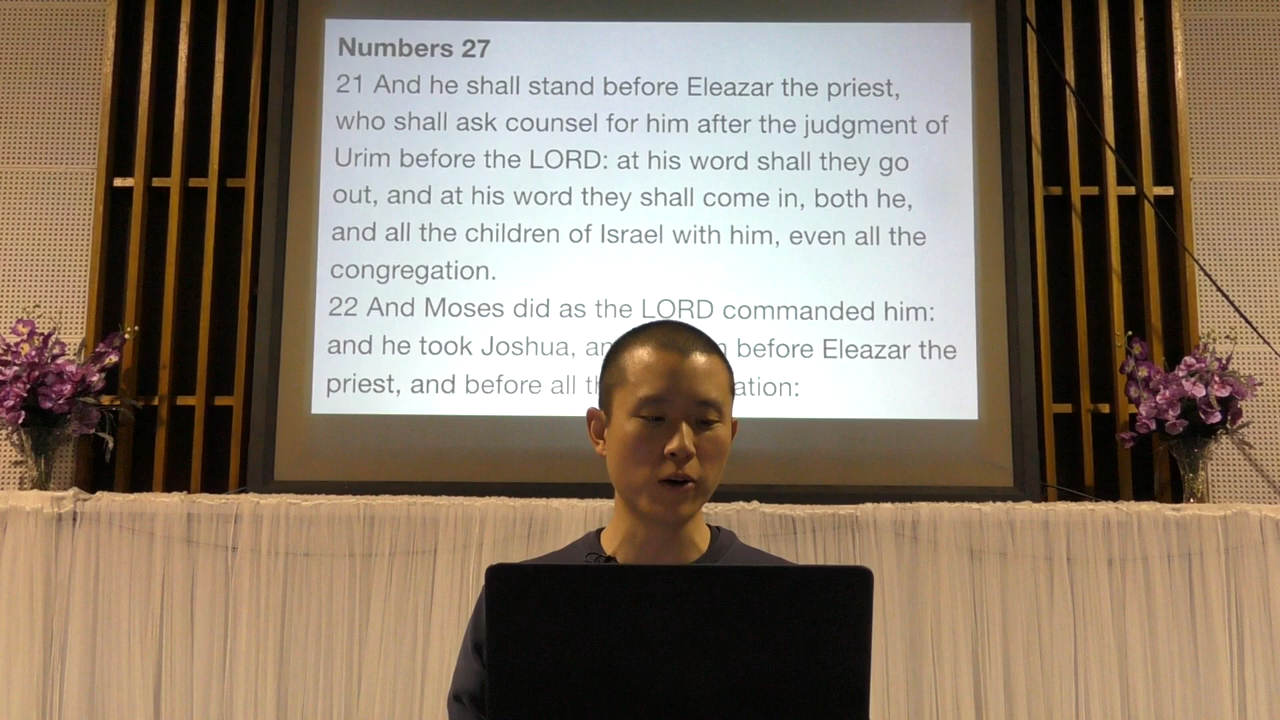 Numbers 27
21 And he shall stand before Eleazar the priest,
who shall ask counsel for him after the judgment of
Urim before the LORD: at his word shall they go
out, and at his word they shall come in, both he,
and all the children of Israel with him, even all the
congregation.
22 And Moses did as the LORD commanded him:
and he took Joshua, before Eleazar the
priest, and before all